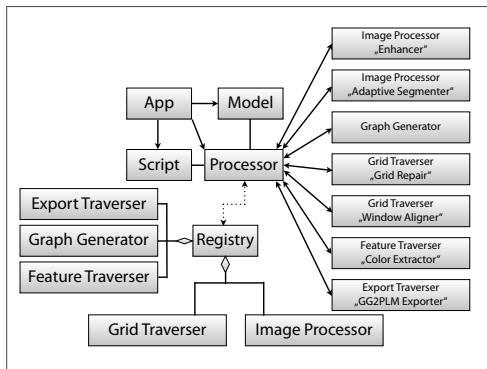 Image Processor
„Enhancer“
Image Processor
„Adaptive Segmenter“
App
Model
Graph Generator
Script
Processor
Grid Traverser
„Grid Repair“
Export Traverser
Grid Traverser
„Window Aligner“
Graph Generator
Registry
Feature Traverser
„Color Extractor“
Feature Traverser
Export Traverser
„GG2PLM Exporter“
Grid Traverser
Image Processor